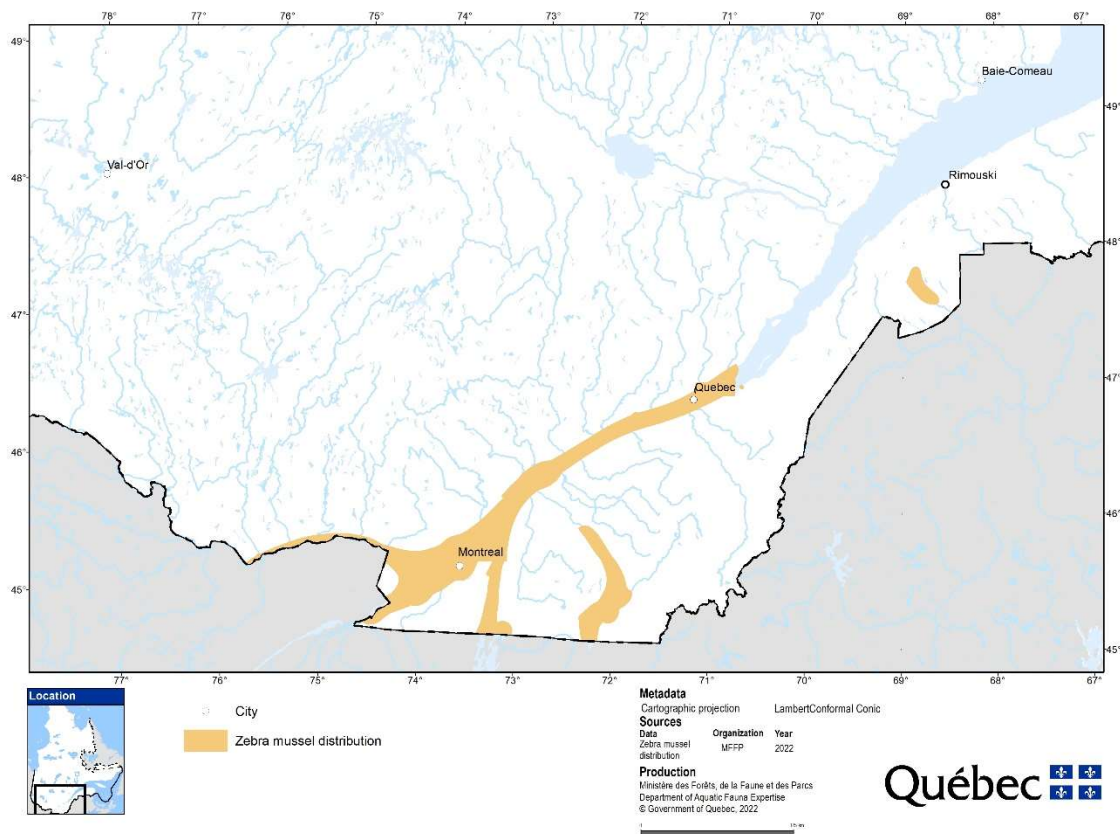 78° 77° 76° 75° 74° 73° 72° 71° 70° 69° 68° 67°
49°
Baie-Comeau
49°
Val-d'Or
48°
Rimouski
48°
47°
Quebec
47°
46°
46°
Montreal
45°
45°
77° 76° 75° 74° 73° 72° 71° 70° 69° 68° 67°
Location
City
Zebra mussel distribution
Metadata
Cartographic projection LambertConformal Conic
Sources
Data Organization Year
Zebra mussel
distribution MFFP 2022
Production
Ministère des Forêts, de la Faune et des Parcs
Department of Aquatic Fauna Expertise
© Government of Quebec, 2022
Québec